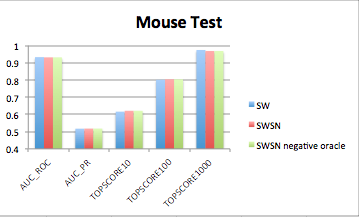 Mouse Test
1
0.9
0.8
0.7
0.6
0.5
0.4
AUC_ROC
AUC_PR
TOPSCORE10
TOPSCORE100
TOPSCORE1000
SW
SWSN
SWSN negative oracle